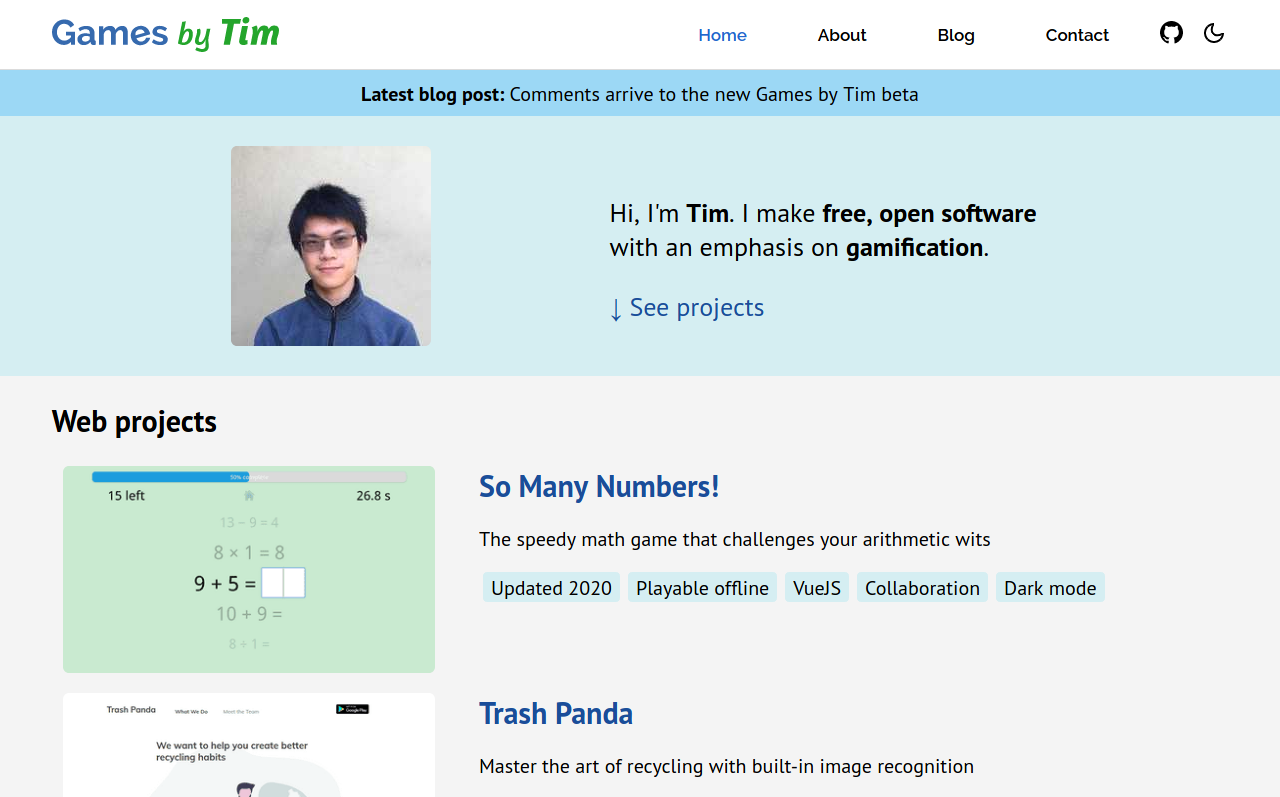 Games by Tim
Home About Blog Contact
Latest blog post: Comments arrive to the new Games by Tim beta
Hi, I'm Tim. I make free, open software
with an emphasis on gamification.
↓ See projects
Web projects
50% complete
15 left 26.8 s
13 − 9 = 4
8 × 1 = 8
9 + 5 =
10 + 9 =
8 + 1 =
So Many Numbers!
The speedy math game that challenges your arithmetic wits
Updated 2020 Playable offline VueJS Collaboration Dark mode
Trash Panda What We Do Meet the Team Google Play
We want to help you create better
recycling habits
Trash Panda
Master the art of recycling with built-in image recognition